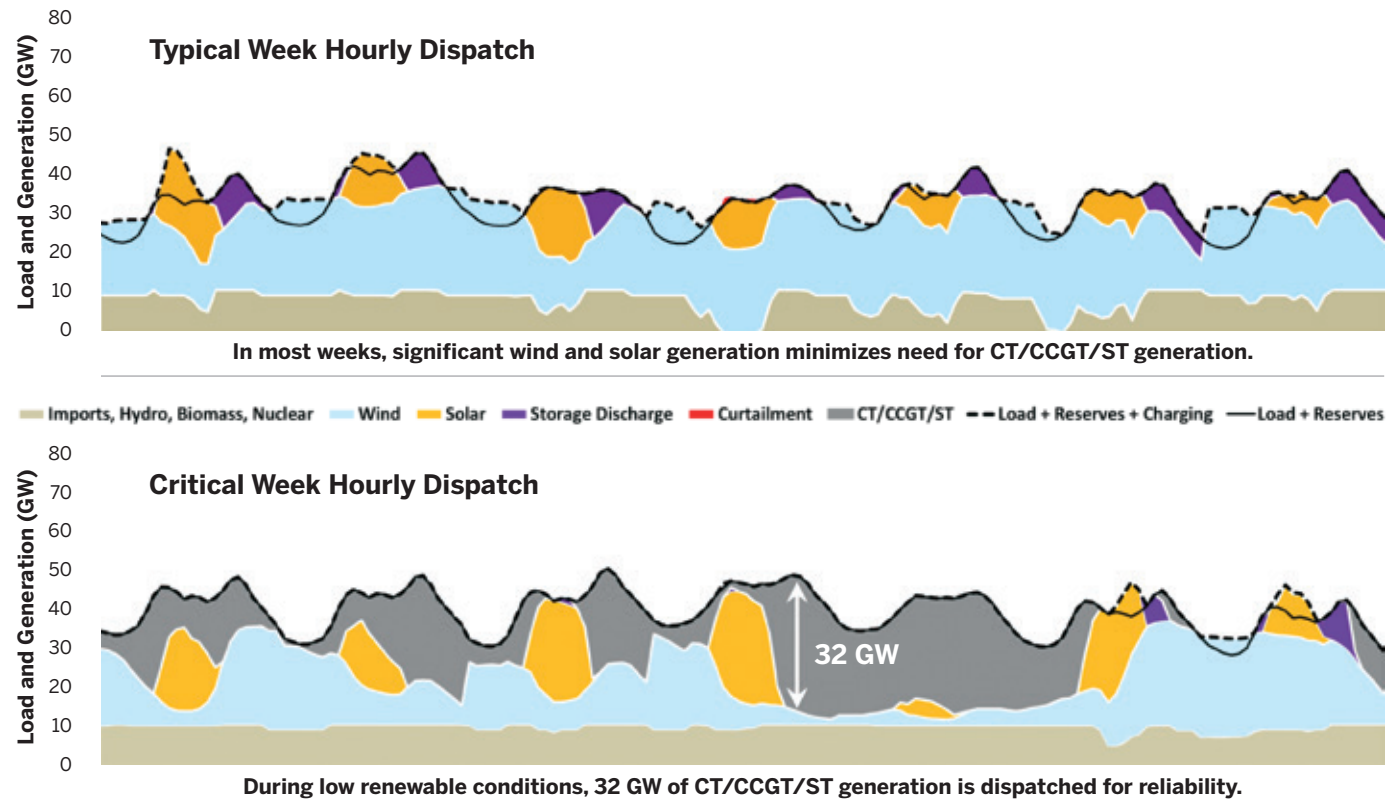 Load and Generation (GW)
80
70
60
50
40
30
20
10
0
Typical Week Hourly Dispatch
In most weeks, significant wind and solar generation minimizes need for CT/CCGT/ST generation.
Imports, Hydro, Biomass, Nuclear Wind Solar Storage Discharge Curtailment CT/CCGT/ST Load + Reserves + Charging Load + Reserves
Load and Generation (GW)
80
70
60
50
40
30
20
10
0
Critical Week Hourly Dispatch
32 GW
During low renewable conditions, 32 GW of CT/CCGT/ST generation is dispatched for reliability.